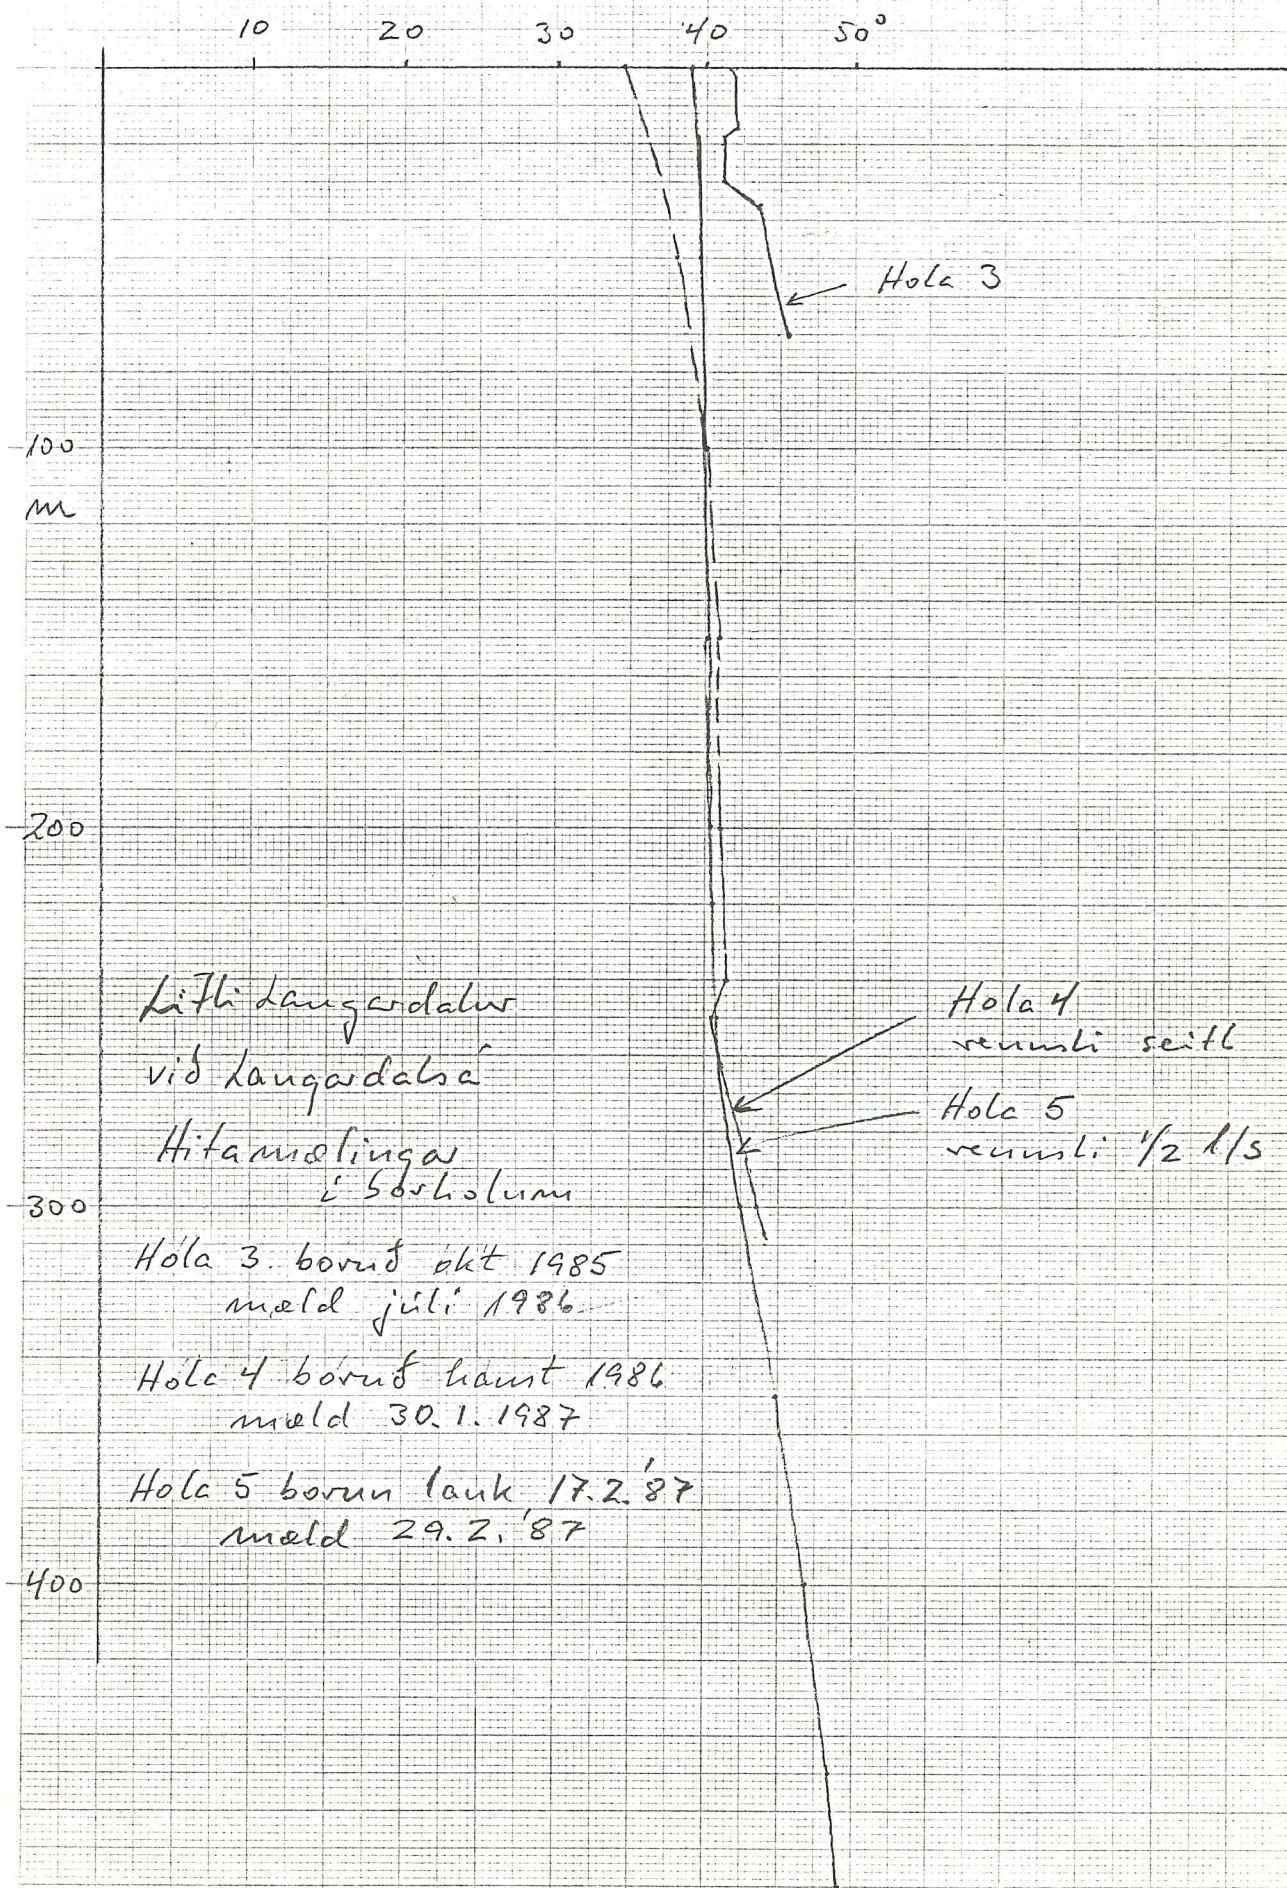 10 20 30 40 50°
Hola 3
100
m
200
Litli Laugardalur
við Laugardalsá
Hitamælingar
í borholum
Hola 4
rennsli seitl
Hola 5
rennsli 1/2 l/s
300
Hóla 3. boruð okt 1985
mæld júlí 1986
Hóla 4 boruð haust 1986
mæld 30.1.1987
Hola 5 borun lauk 17.2.'87
mæld 29.2.'87
400